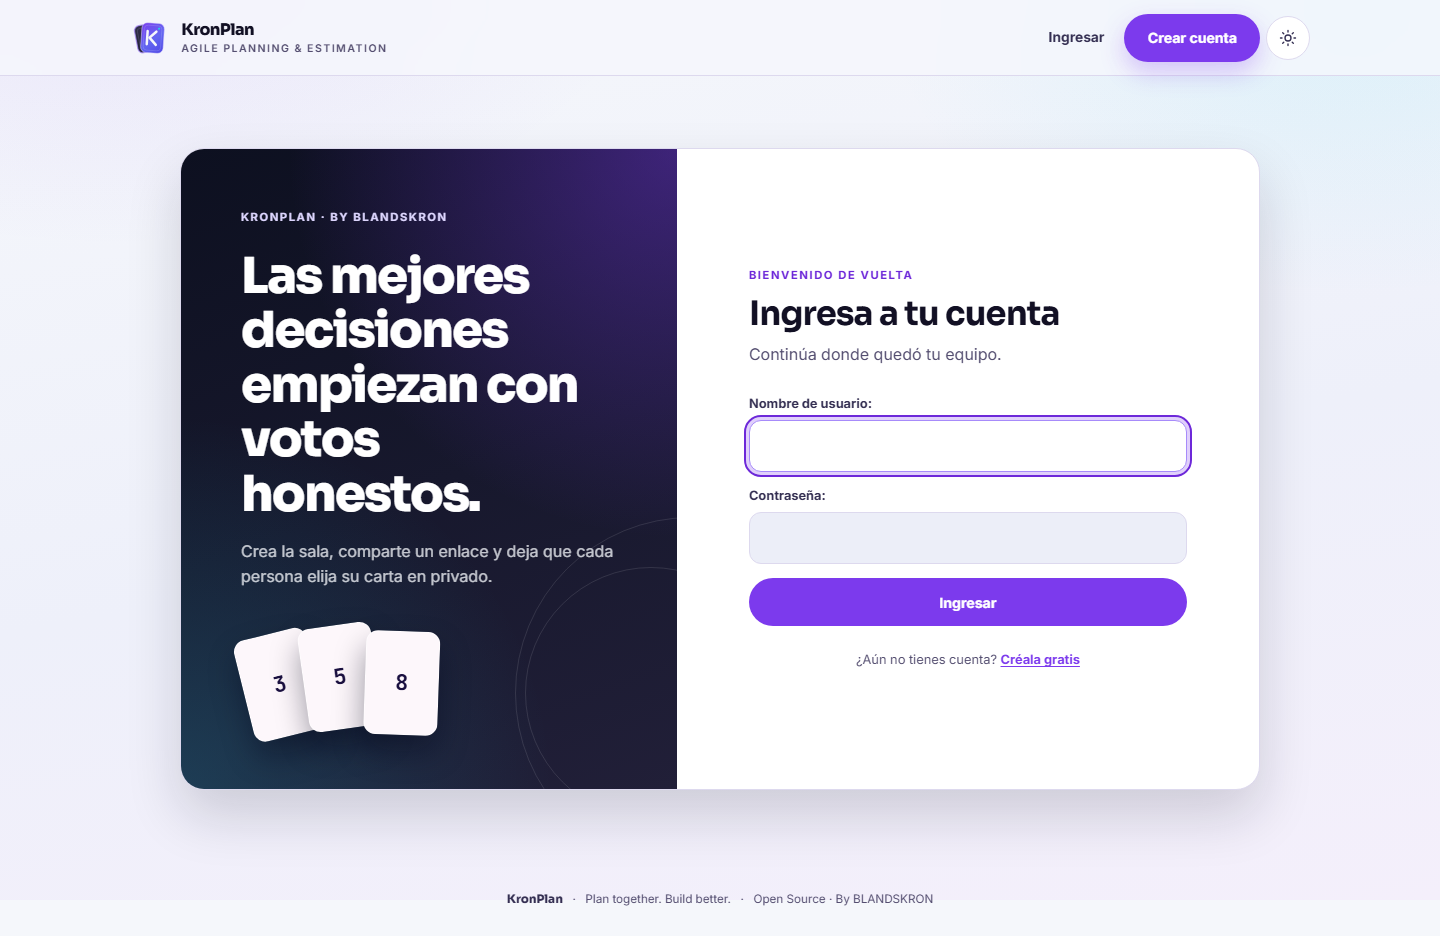 KronPlan
AGILE PLANNING & ESTIMATION
Ingresar
Crear cuenta
KRONPLAN · BY BLANDSKRON
Las mejores
decisiones
empiezan con
votos
honestos.
Crea la sala, comparte un enlace y deja que cada
persona elija su carta en privado.
3
5
8
BIENVENIDO DE VUELTA
Ingresa a tu cuenta
Continúa donde quedó tu equipo.
Nombre de usuario:
Contraseña:
Ingresar
¿Aún no tienes cuenta? Créala gratis
KronPlan · Plan together. Build better. · Open Source · By BLANDSKRON